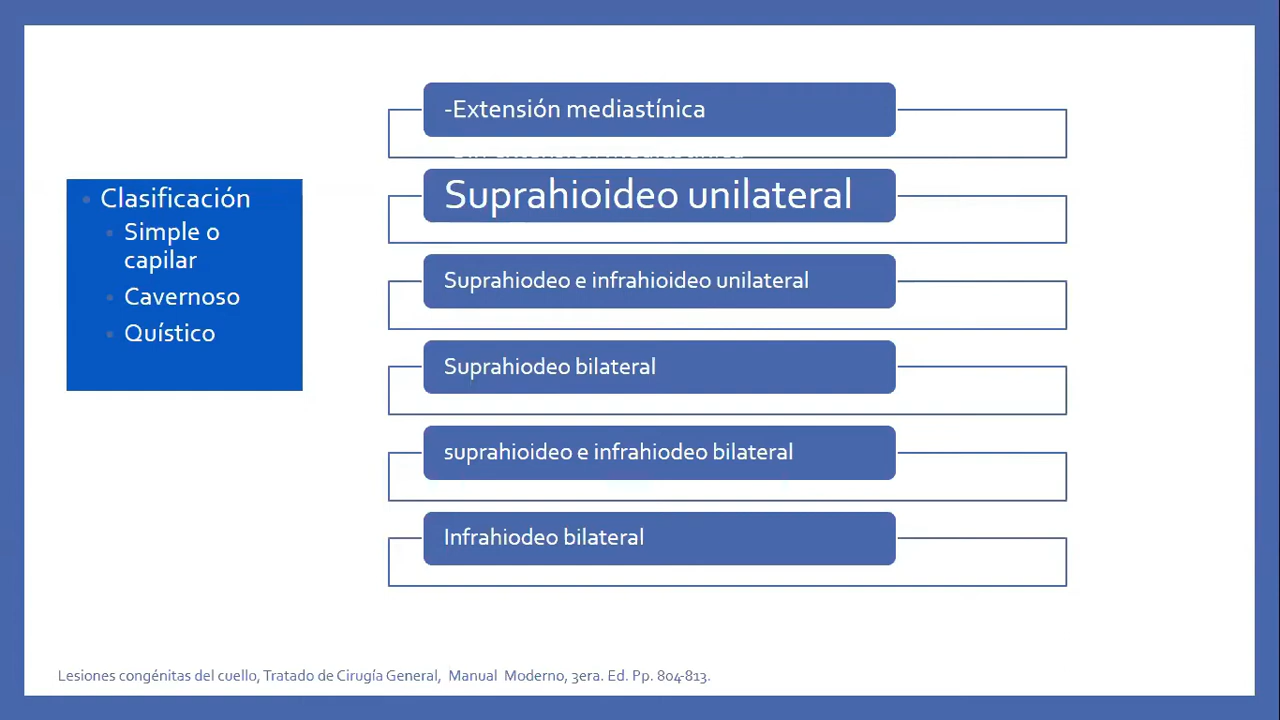 Clasificación
Simple o
capilar
Cavernoso
Quístico
-Extensión mediastínica
Suprahioideo unilateral
Suprahiodeo e infrahioideo unilateral
Suprahiodeo bilateral
suprahioideo e infrahiodeo bilateral
Infrahiodeo bilateral
Lesiones congénitas del cuello, Tratado de Cirugía General, Manual Moderno, 3era. Ed. Pp. 804-813.